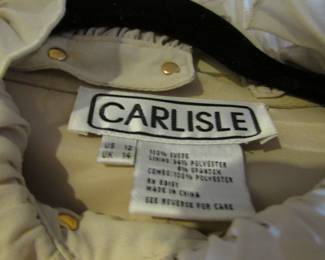 CARLISLE
US 12
UK 14
100% SUEDE
LINING: 94% POLYESTER
6% SPANDEX
COMBO: 100% POLYESTER
RN 83151
MADE IN CHINA
SEE REVERSE FOR CARE